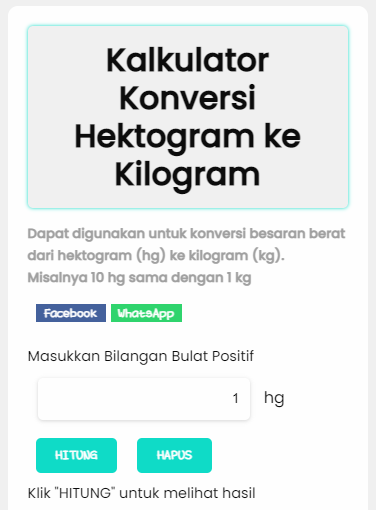 Kalkulator
Konversi
Hektogram ke
Kilogram
Dapat digunakan untuk konversi besaran berat
dari hektogram (hg) ke kilogram (kg).
Misalnya 10 hg sama dengan 1 kg
Facebook WhatsApp
Masukkan Bilangan Bulat Positif
1 hg
HITUNG HAPUS
Klik "HITUNG" untuk melihat hasil